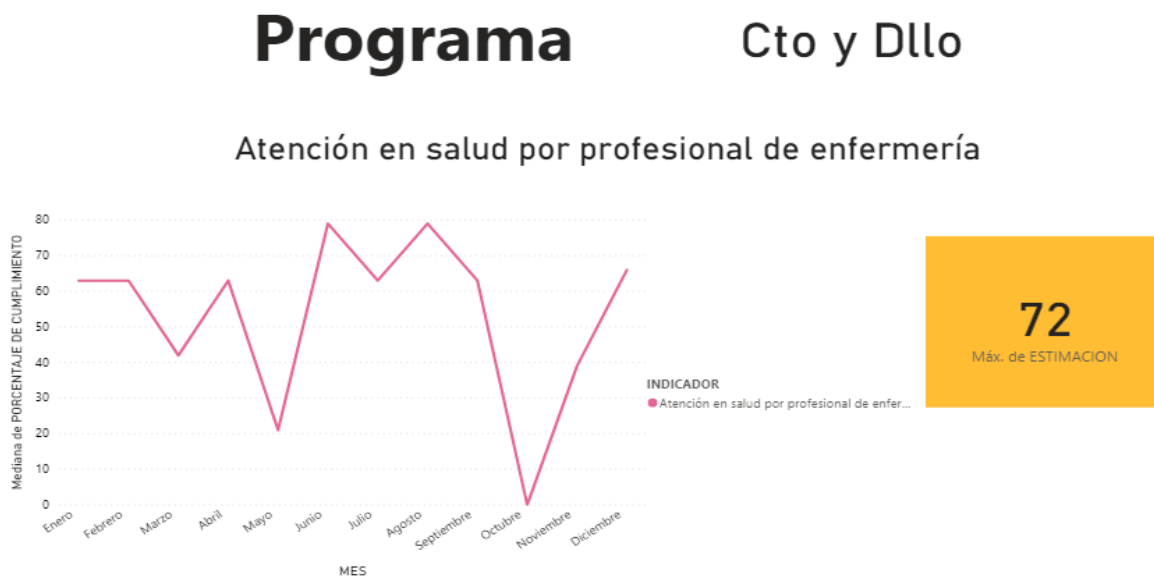 Programa Cto y Dllo
Atención en salud por profesional de enfermería
Mediana de PORCENTAJE DE CUMPLIMIENTO
80
70
60
50
40
30
20
10
0
Enero
Febrero
Marzo
Abril
Mayo
Junio
Julio
Agosto
Septiembre
Octubre
Noviembre
Diciembre
MES
INDICADOR
Atención en salud por profesional de enfer...
72
Máx. de ESTIMACION